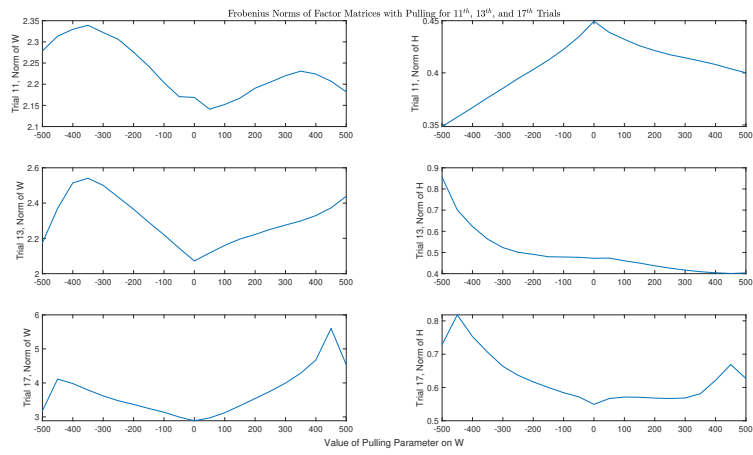 Frobenius Norms of Factor Matrices with Pulling for 11th, 13th, and 17th Trials
Trial 11, Norm of W
2.35
2.3
2.25
2.2
2.15
2.1
-500 -400 -300 -200 -100 0 100 200 300 400 500
Trial 11, Norm of H
0.45
0.4
0.35
-500 -400 -300 -200 -100 0 100 200 300 400 500
Trial 13, Norm of W
2.6
2.4
2.2
2
-500 -400 -300 -200 -100 0 100 200 300 400 500
Trial 13, Norm of H
0.9
0.8
0.7
0.6
0.5
0.4
-500 -400 -300 -200 -100 0 100 200 300 400 500
Trial 17, Norm of W
6
5
4
3
-500 -400 -300 -200 -100 0 100 200 300 400 500
Trial 17, Norm of H
0.8
0.7
0.6
0.5
-500 -400 -300 -200 -100 0 100 200 300 400 500
Value of Pulling Parameter on W